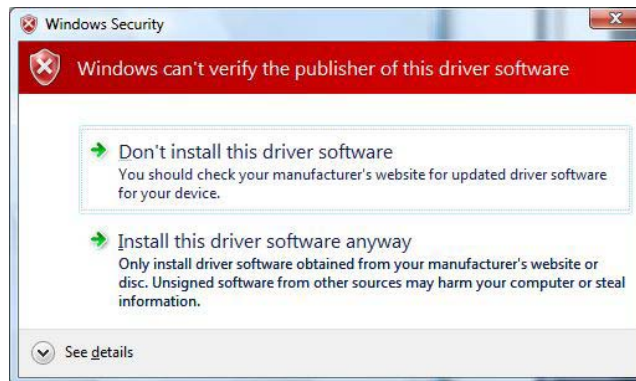 Windows Security
Windows can't verify the publisher of this driver software
Don't install this driver software
You should check your manufacturer's website for updated driver software
for your device.
Install this driver software anyway
Only install driver software obtained from your manufacturer's website or
disc. Unsigned software from other sources may harm your computer or steal
information.
See details